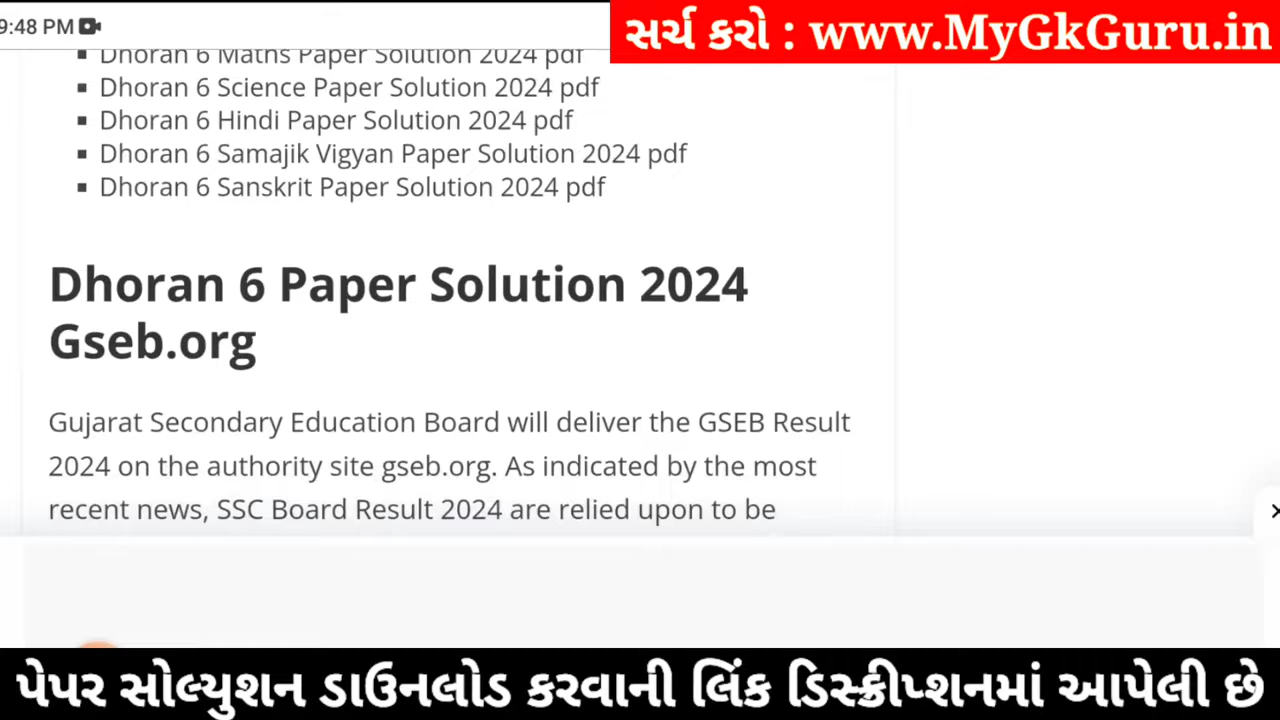 9:48 PM
સર્ચ કરો : www.MyGkGuru.in
Dhoran 6 Maths Paper Solution 2024 pdf
Dhoran 6 Science Paper Solution 2024 pdf
Dhoran 6 Hindi Paper Solution 2024 pdf
Dhoran 6 Samajik Vigyan Paper Solution 2024 pdf
Dhoran 6 Sanskrit Paper Solution 2024 pdf
Dhoran 6 Paper Solution 2024
Gseb.org
Gujarat Secondary Education Board will deliver the GSEB Result
2024 on the authority site gseb.org. As indicated by the most
recent news, SSC Board Result 2024 are relied upon to be
પેપર સોલ્યુશન ડાઉનલોડ કરવાની લિંક ડિસ્ક્રીપ્શનમાં આપેલી છે